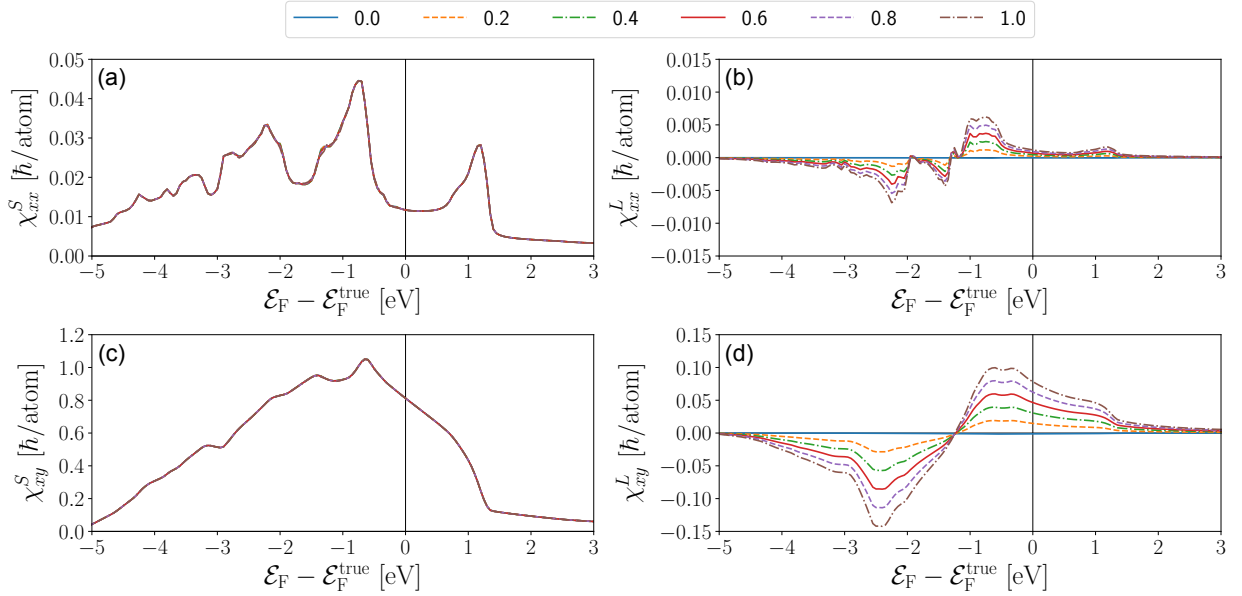 0.0 0.2 0.4 0.6 0.8 1.0
(a)
χ^S_xx [ħ/atom]
0.05
0.04
0.03
0.02
0.01
0.00
−5 −4 −3 −2 −1 0 1 2 3
ℰ_F − ℰ_F^true [eV]
(b)
χ^L_xx [ħ/atom]
0.015
0.010
0.005
0.000
−0.005
−0.010
−0.015
−5 −4 −3 −2 −1 0 1 2 3
ℰ_F − ℰ_F^true [eV]
(c)
χ^S_xy [ħ/atom]
1.2
1.0
0.8
0.6
0.4
0.2
0.0
−5 −4 −3 −2 −1 0 1 2 3
ℰ_F − ℰ_F^true [eV]
(d)
χ^L_xy [ħ/atom]
0.15
0.10
0.05
0.00
−0.05
−0.10
−0.15
−5 −4 −3 −2 −1 0 1 2 3
ℰ_F − ℰ_F^true [eV]